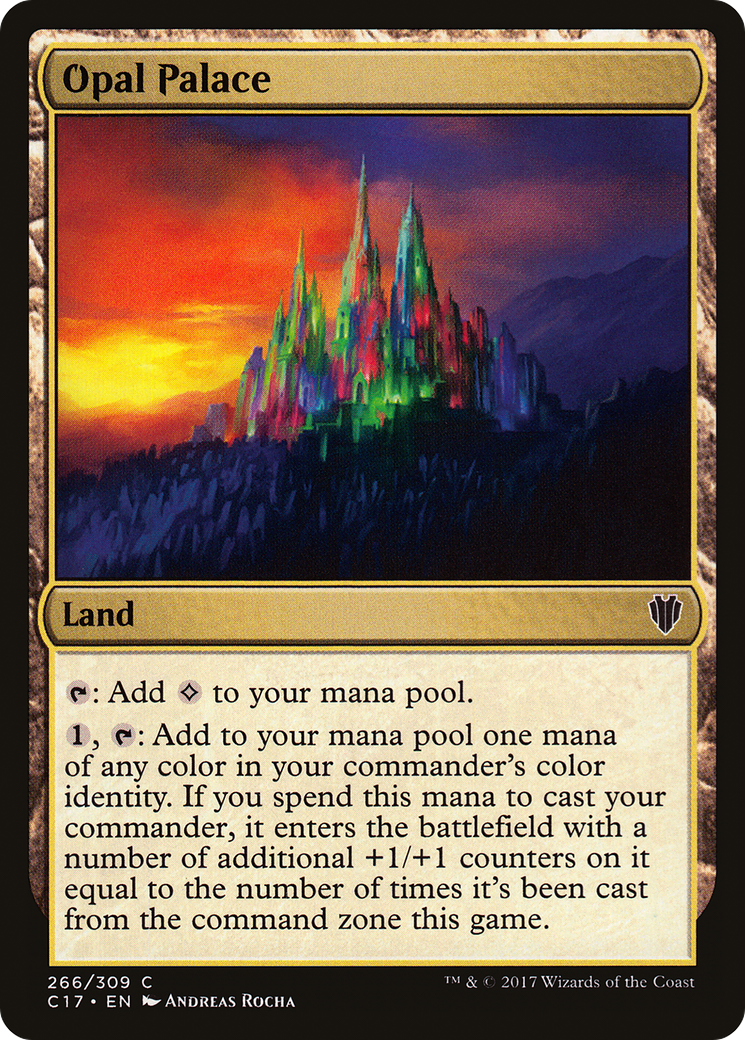 Opal Palace
Land
: Add to your mana pool.
1, : Add to your mana pool one mana
of any color in your commander's color
identity. If you spend this mana to cast your
commander, it enters the battlefield with a
number of additional +1/+1 counters on it
equal to the number of times it's been cast
from the command zone this game.
266/309 C
C17 • EN Andreas Rocha
™ & © 2017 Wizards of the Coast